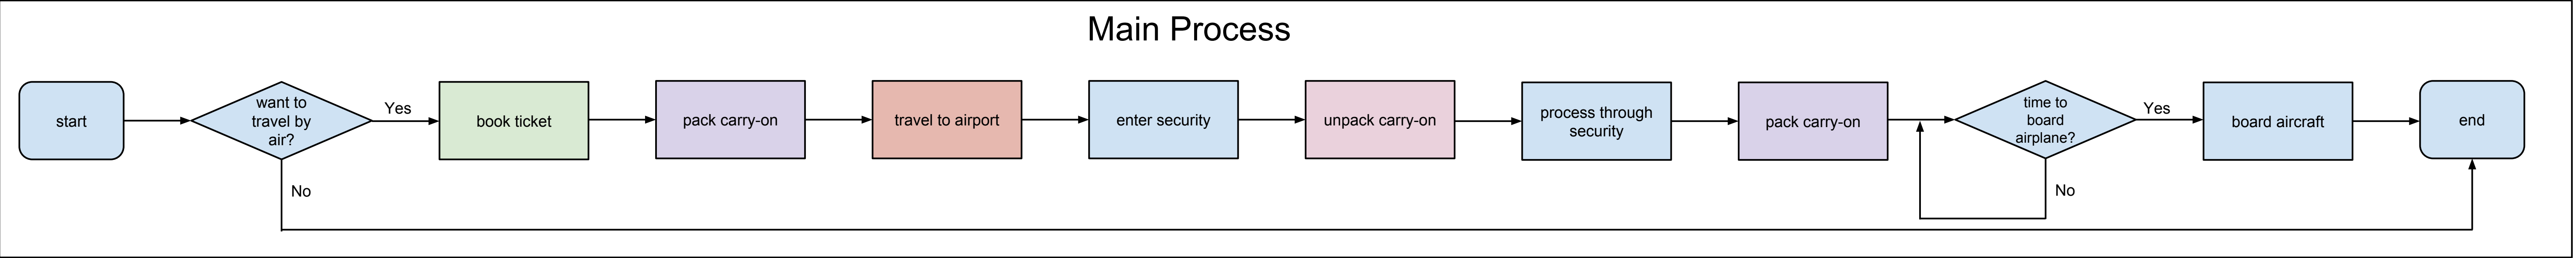 Main Process
start
want to
travel by
air?
Yes
No
book ticket
pack carry-on
travel to airport
enter security
unpack carry-on
process through
security
pack carry-on
time to
board
airplane?
Yes
No
board aircraft
end